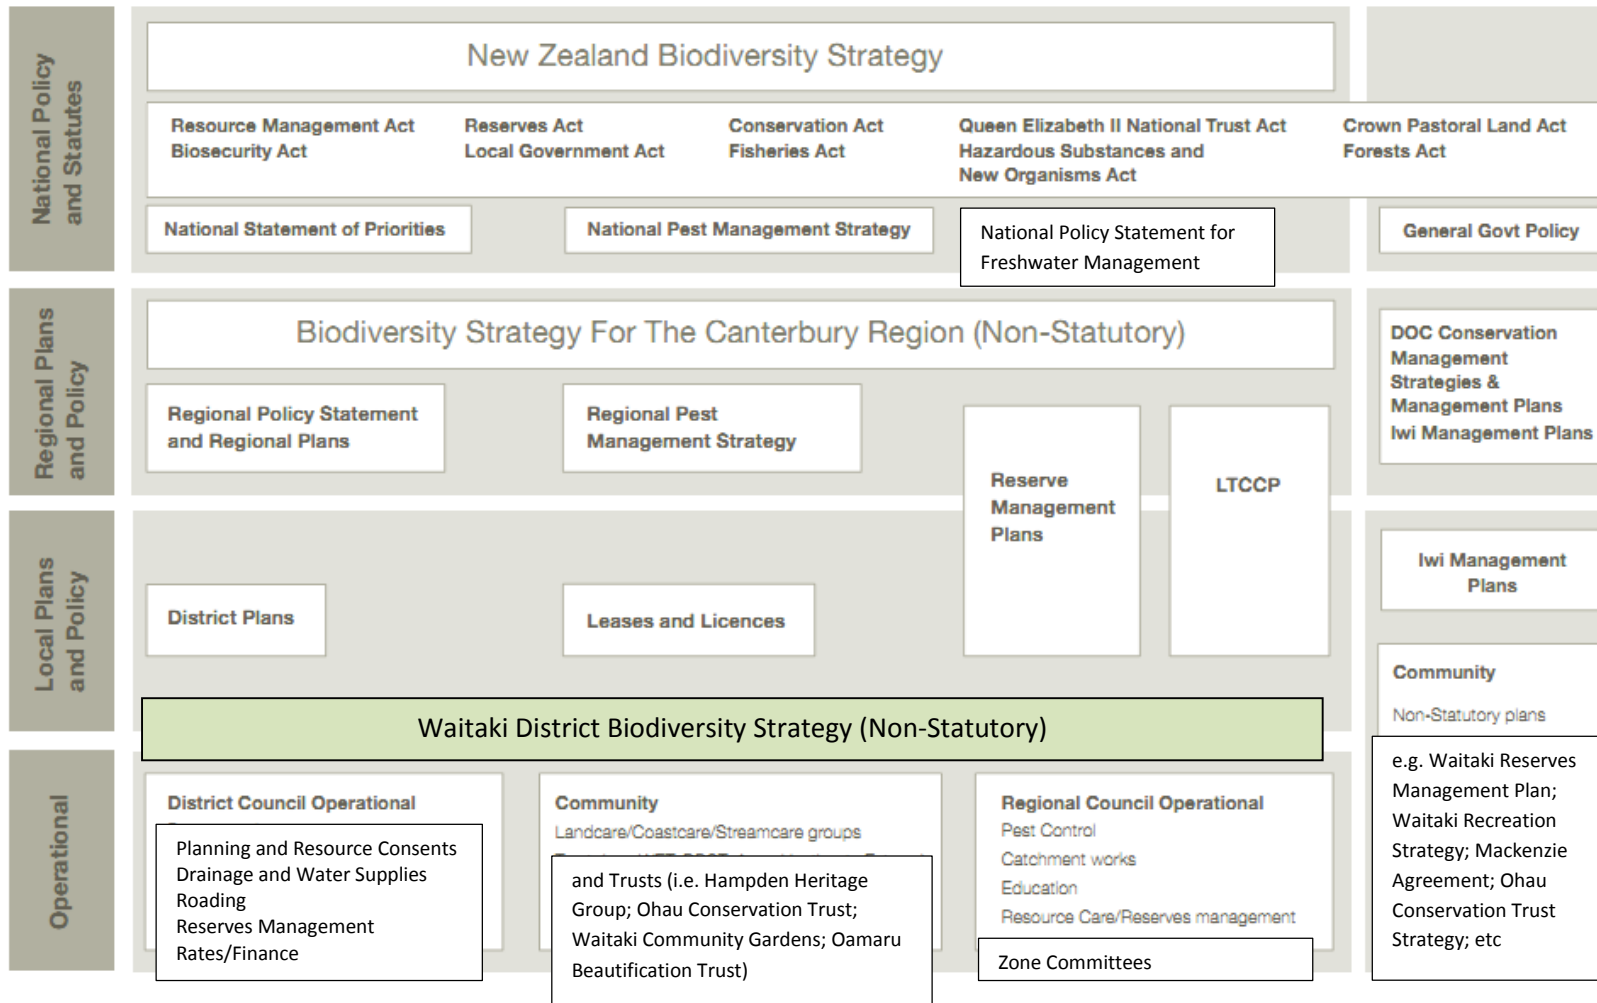 National Policy
and Statutes
New Zealand Biodiversity Strategy
Resource Management Act
Biosecurity Act
Reserves Act
Local Government Act
Conservation Act
Fisheries Act
Queen Elizabeth II National Trust Act
Hazardous Substances and
New Organisms Act
Crown Pastoral Land Act
Forests Act
National Statement of Priorities
National Pest Management Strategy
National Policy Statement for
Freshwater Management
General Govt Policy
Regional Plans
and Policy
Biodiversity Strategy For The Canterbury Region (Non-Statutory)
Regional Policy Statement
and Regional Plans
Regional Pest
Management Strategy
Reserve
Management
Plans
LTCCP
DOC Conservation
Management
Strategies &
Management Plans
Iwi Management Plans
Local Plans
and Policy
District Plans
Leases and Licences
Iwi Management
Plans
Community
Non-Statutory plans
e.g. Waitaki Reserves
Management Plan;
Waitaki Recreation
Strategy; Mackenzie
Agreement; Ohau
Conservation Trust
Strategy; etc
Waitaki District Biodiversity Strategy (Non-Statutory)
Operational
District Council Operational
Planning and Resource Consents
Drainage and Water Supplies
Roading
Reserves Management
Rates/Finance
Community
Landcare/Coastcare/Streamcare groups
and Trusts (i.e. Hampden Heritage
Group; Ohau Conservation Trust;
Waitaki Community Gardens; Oamaru
Beautification Trust)
Regional Council Operational
Pest Control
Catchment works
Education
Resource Care/Reserves management
Zone Committees